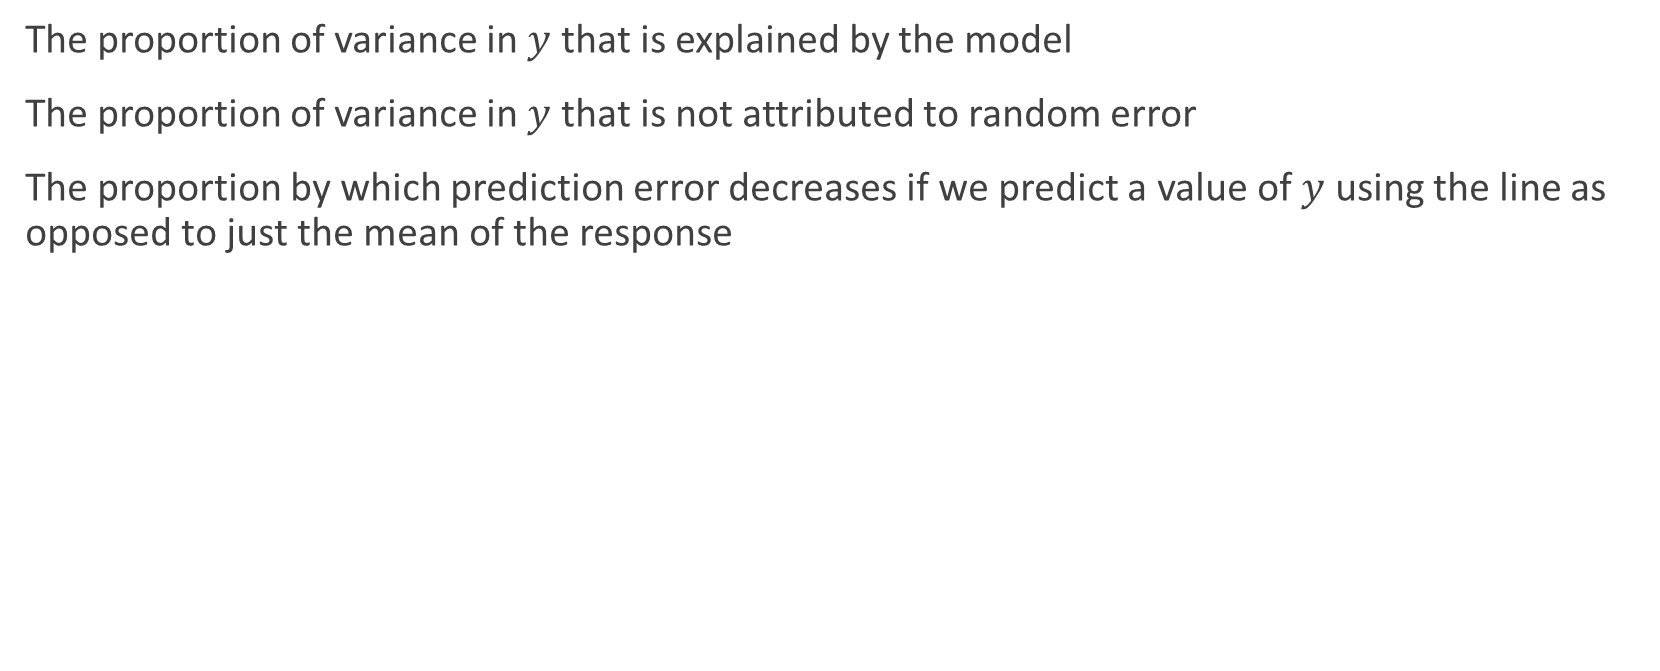 The proportion of variance in y that is explained by the model
The proportion of variance in y that is not attributed to random error
The proportion by which prediction error decreases if we predict a value of y using the line as
opposed to just the mean of the response